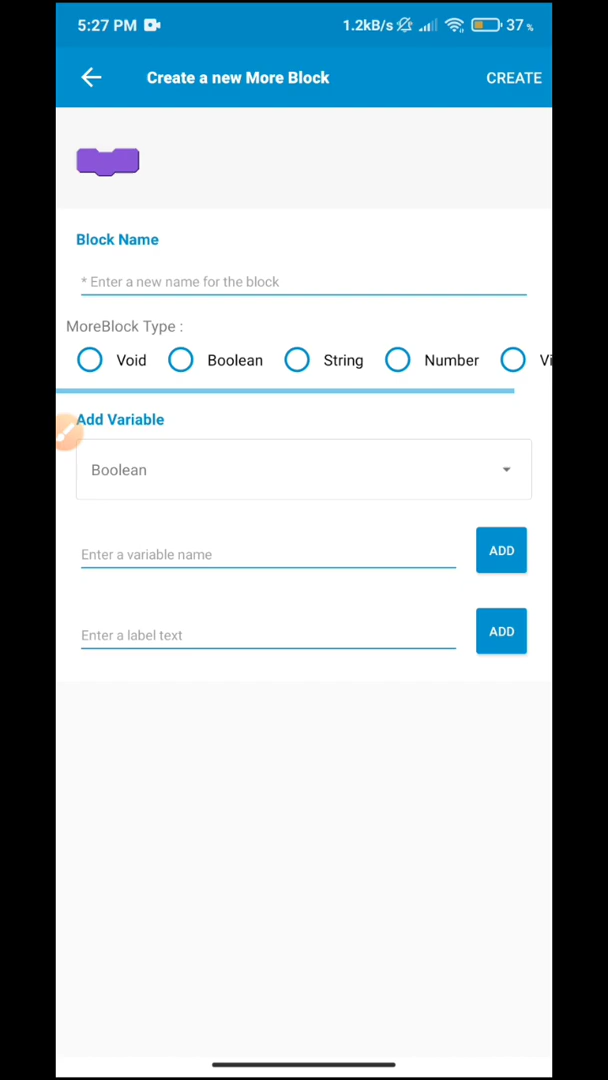 5:27 PM 1.2kB/s 37 %
Create a new More Block CREATE
Block Name
* Enter a new name for the block
MoreBlock Type :
Void Boolean String Number Vi
Add Variable
Boolean
Enter a variable name ADD
Enter a label text ADD